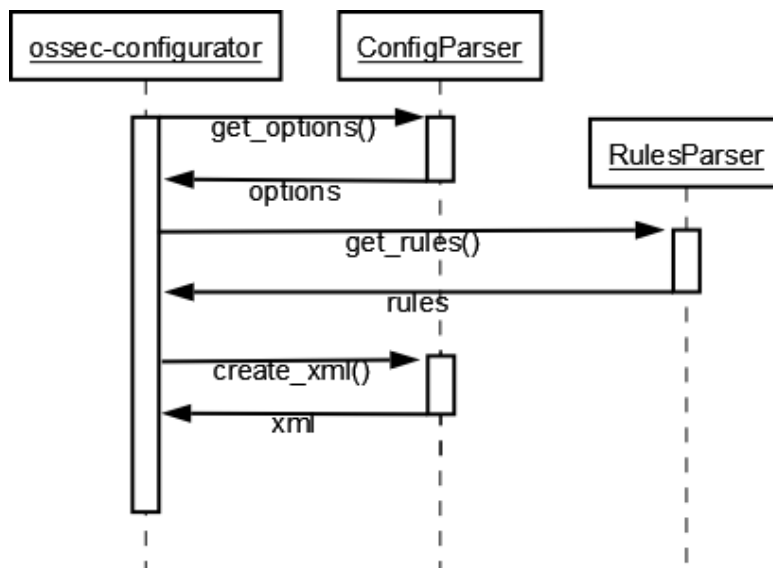 ossec-configurator
ConfigParser
get_options()
RulesParser
options
get_rules()
rules
create_xml()
xml